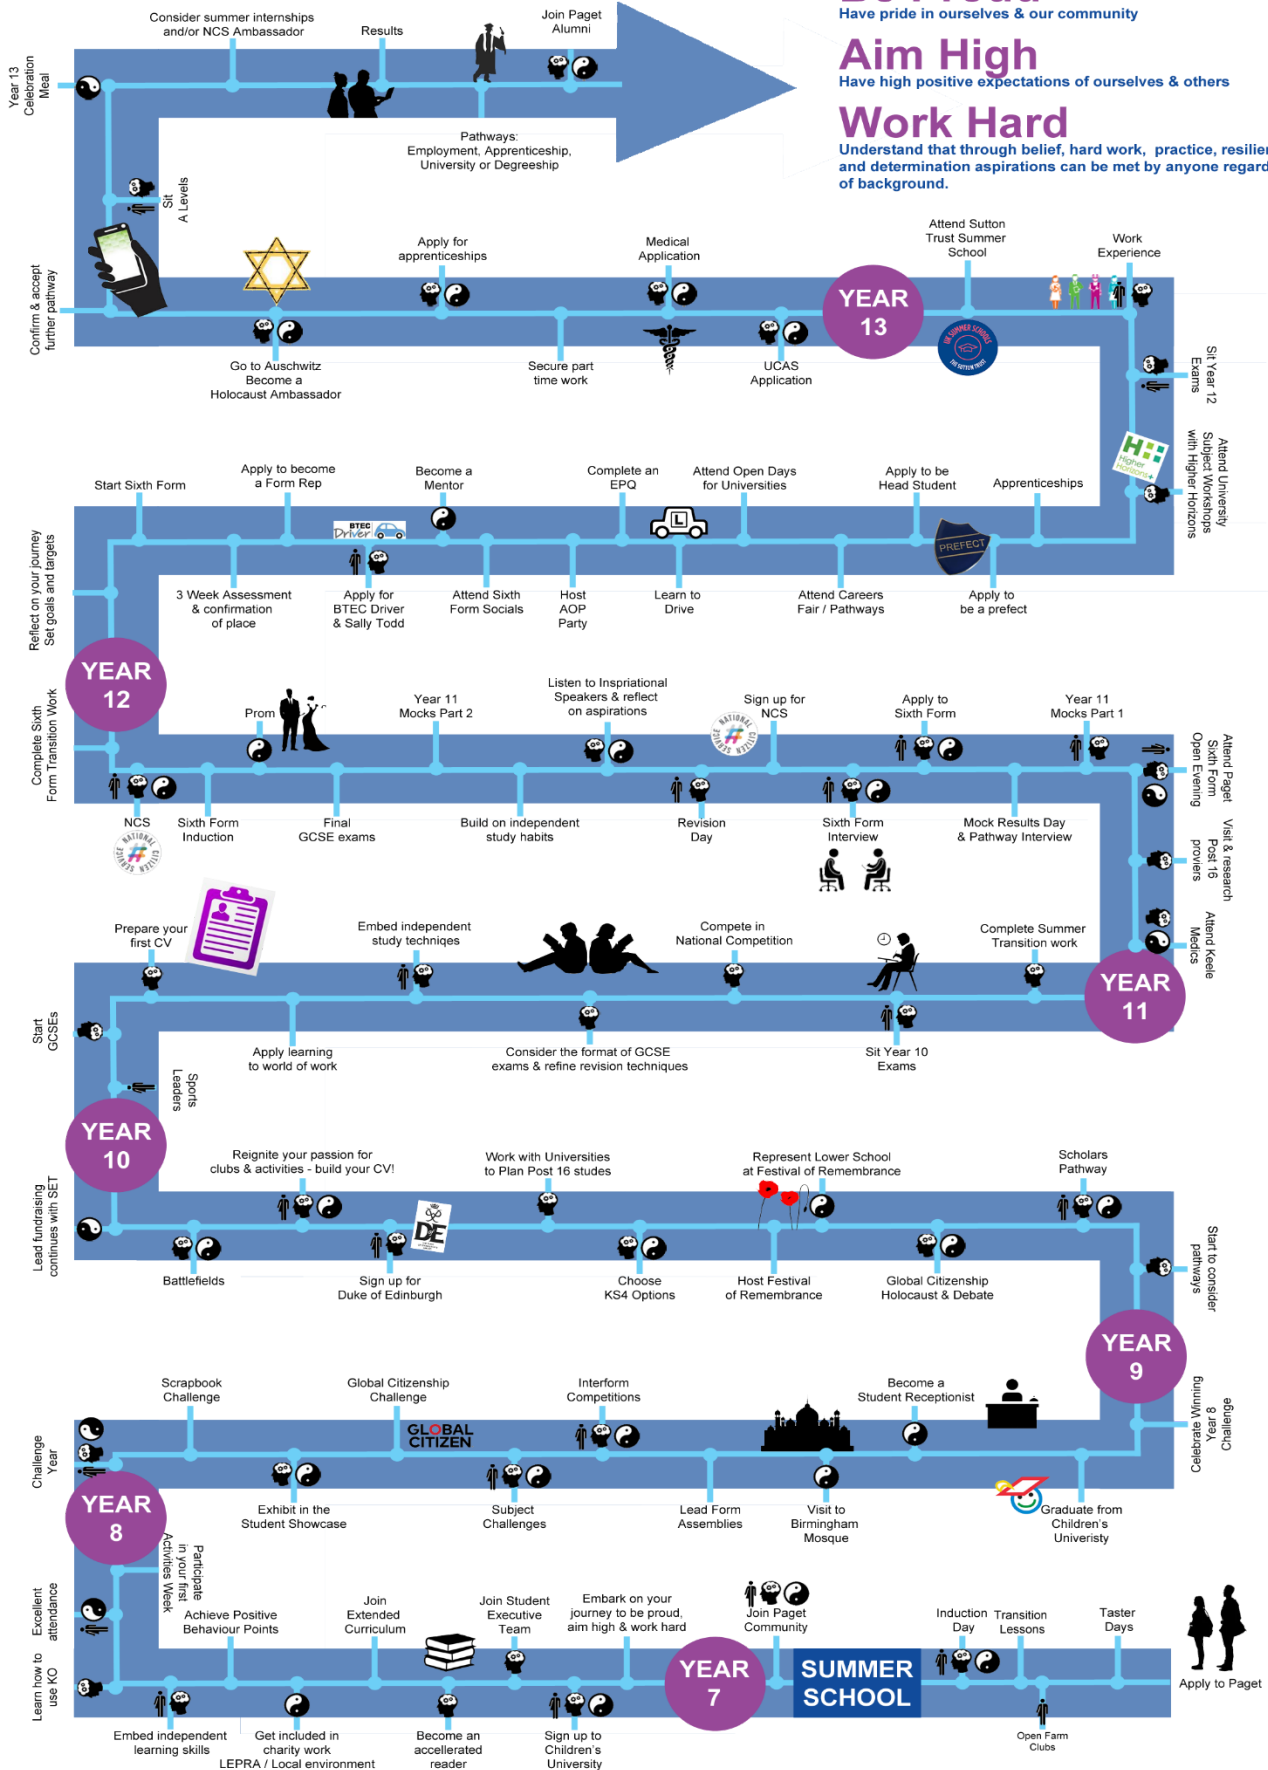 Be Proud
Have pride in ourselves & our community
Aim High
Have high positive expectations of ourselves & others
Work Hard
Understand that through belief, hard work, practice, resilien
and determination aspirations can be met by anyone regard
of background.
Consider summer internships
and/or NCS Ambassador
Results
Join Paget
Alumni
Year 13
Celebration
Meal
Pathways:
Employment, Apprenticeship,
University or Degreeship
Sit
A Levels
Confirm & accept
further pathway
Apply for
apprenticeships
Medical
Application
YEAR
13
Attend Sutton
Trust Summer
School
Work
Experience
Go to Auschwitz
Become a
Holocaust Ambassador
Secure part
time work
UCAS
Application
UK SUMMER SCHOOLS
THE SUTTON TRUST
Sit Year 12
Exams
H
Higher
Horizons+
Attend University
Subject Workshops
with Higher Horizons
Start Sixth Form
Apply to become
a Form Rep
Become a
Mentor
Complete an
EPQ
Attend Open Days
for Universities
Apply to be
Head Student
Apprenticeships
BTEC
Driver
L
PREFECT
Reflect on your journey
Set goals and targets
3 Week Assessment
& confirmation
of place
Apply for
BTEC Driver
& Sally Todd
Attend Sixth
Form Socials
Host
AOP
Party
Learn to
Drive
Attend Careers
Fair / Pathways
Apply to
be a prefect
YEAR
12
Complete Sixth
Form Transition Work
Prom
Year 11
Mocks Part 2
Listen to Inspriational
Speakers & reflect
on aspirations
Sign up for
NCS
NATIONAL CITIZEN SERVICE
Apply to
Sixth Form
Year 11
Mocks Part 1
Attend Paget
Sixth Form
Open Evening
NCS
NATIONAL CITIZEN SERVICE
Sixth Form
Induction
Final
GCSE exams
Build on independent
study habits
Revision
Day
Sixth Form
Interview
Mock Results Day
& Pathway Interview
Visit & research
Post 16
proviers
Attend Keele
Medics
Prepare your
first CV
Embed independent
study techniqes
Compete in
National Competition
Complete Summer
Transition work
YEAR
11
Start
GCSEs
Apply learning
to world of work
Consider the format of GCSE
exams & refine revision techniques
Sit Year 10
Exams
Sports
Leaders
YEAR
10
Reignite your passion for
clubs & activities - build your CV!
Work with Universities
to Plan Post 16 studes
Represent Lower School
at Festival of Remembrance
Scholars
Pathway
Lead fundraising
continues with SET
DofE
Battlefields
Sign up for
Duke of Edinburgh
Choose
KS4 Options
Host Festival
of Remembrance
Global Citizenship
Holocaust & Debate
Start to consider
pathways
YEAR
9
Celebrate Winning
Year 8
Challenge
Scrapbook
Challenge
Global Citizenship
Challenge
Interform
Competitions
Become a
Student Receptionist
GLOBAL
CITIZEN
Challenge
Year
Exhibit in the
Student Showcase
Subject
Challenges
Lead Form
Assemblies
Visit to
Birmingham
Mosque
Graduate from
Children's
Univeristy
YEAR
8
Participate
in your first
Activities Week
Excellent
attendance
Achieve Positive
Behaviour Points
Join
Extended
Curriculum
Join Student
Executive
Team
Embark on your
journey to be proud,
aim high & work hard
YEAR
7
Join Paget
Community
SUMMER
SCHOOL
Induction
Day
Transition
Lessons
Taster
Days
Apply to Paget
Learn how to
use KO
Embed independent
learning skills
Get included in
charity work
LEPRA / Local environment
Become an
accellerated
reader
Sign up to
Children's
University
Open Farm
Clubs